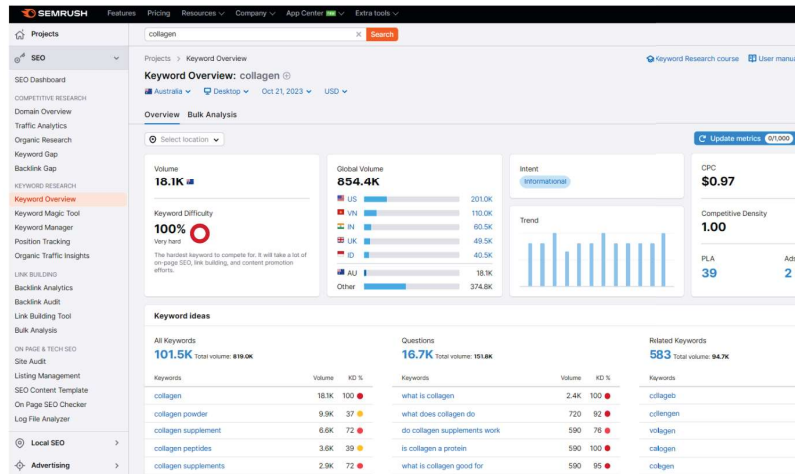 SEMRUSH Features Pricing Resources Company App Center NEW Extra tools
Projects
SEO
SEO Dashboard
COMPETITIVE RESEARCH
Domain Overview
Traffic Analytics
Organic Research
Keyword Gap
Backlink Gap
KEYWORD RESEARCH
Keyword Overview
Keyword Magic Tool
Keyword Manager
Position Tracking
Organic Traffic Insights
LINK BUILDING
Backlink Analytics
Backlink Audit
Link Building Tool
Bulk Analysis
ON PAGE & TECH SEO
Site Audit
Listing Management
SEO Content Template
On Page SEO Checker
Log File Analyzer
Local SEO
Advertising
collagen × Search
Projects > Keyword Overview
Keyword Research course User manua
Keyword Overview: collagen
Australia Desktop Oct 21, 2023 USD
Overview Bulk Analysis
Select location
Update metrics 0/1,000
Volume
18.1K
Keyword Difficulty
100%
Very hard
The hardest keyword to compete for. It will take a lot of
on-page SEO, link building, and content promotion
efforts.
Global Volume
854.4K
US 201.0K
VN 110.0K
IN 60.5K
UK 49.5K
ID 40.5K
AU 18.1K
Other 374.8K
Intent
Informational
Trend
CPC
$0.97
Competitive Density
1.00
PLA Ads
39 2
Keyword ideas
All Keywords
101.5K Total volume: 819.0K
Keywords Volume KD %
collagen 18.1K 100
collagen powder 9.9K 37
collagen supplement 6.6K 72
collagen peptides 3.6K 39
collagen supplements 2.9K 72
Questions
16.7K Total volume: 151.8K
Keywords Volume KD %
what is collagen 2.4K 100
what does collagen do 720 92
do collagen supplements work 590 76
is collagen a protein 590 100
what is collagen good for 590 95
Related Keywords
583 Total volume: 94.7K
Keywords
collageb
collengen
volagen
calogen
colegen